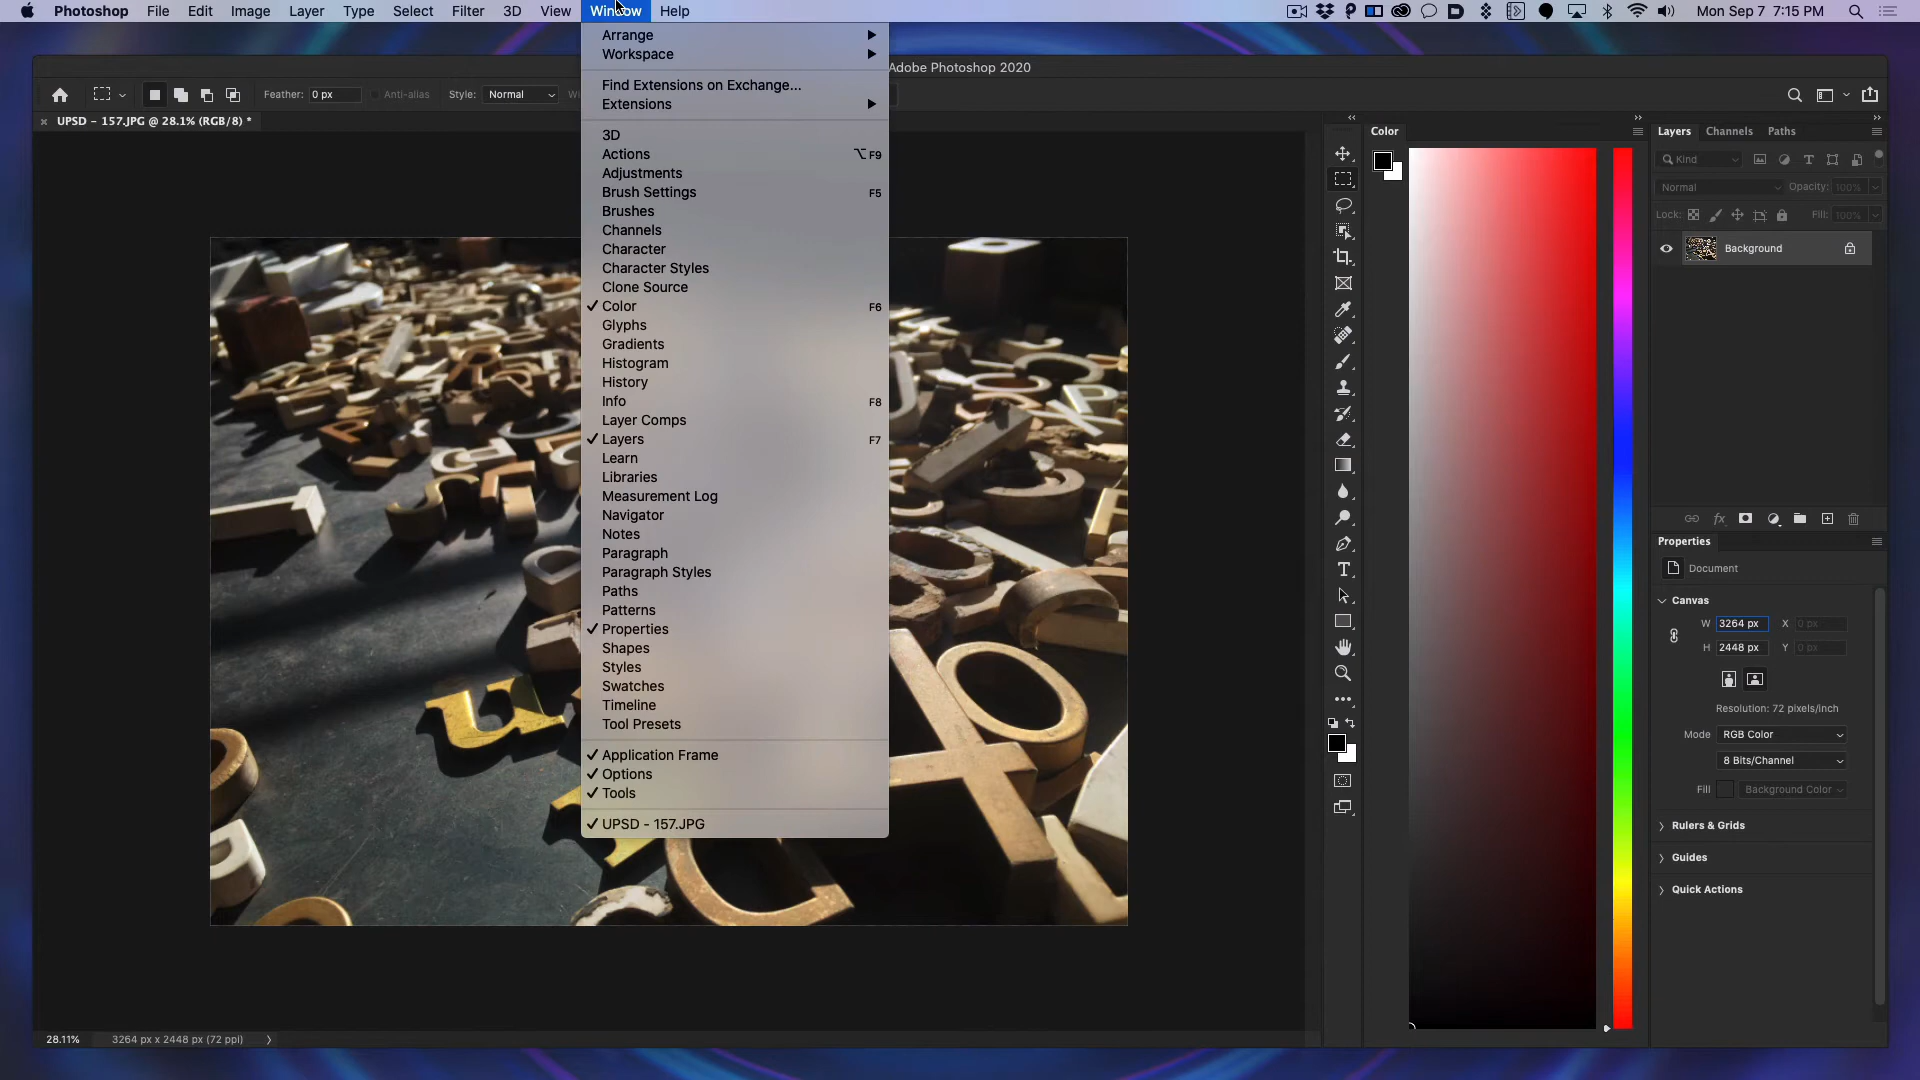 Photoshop File Edit Image Layer Type Select Filter 3D View Window Help Mon Sep 7 7:15 PM
Adobe Photoshop 2020
Feather: 0 px Anti-alias Style: Normal
UPSD - 157.JPG @ 28.1% (RGB/8) *
Arrange
Workspace
Find Extensions on Exchange...
Extensions
3D
Actions ⌥ F9
Adjustments
Brush Settings F5
Brushes
Channels
Character
Character Styles
Clone Source
✓ Color F6
Glyphs
Gradients
Histogram
History
Info F8
Layer Comps
✓ Layers F7
Learn
Libraries
Measurement Log
Navigator
Notes
Paragraph
Paragraph Styles
Paths
Patterns
✓ Properties
Shapes
Styles
Swatches
Timeline
Tool Presets
✓ Application Frame
✓ Options
✓ Tools
✓ UPSD - 157.JPG
Color
Layers Channels Paths
Kind
Normal Opacity: 100%
Lock: Fill: 100%
Background
fx
Properties
Document
Canvas
W 3264 px X 0 px
H 2448 px Y 0 px
Resolution: 72 pixels/inch
Mode RGB Color
8 Bits/Channel
Fill Background Color
Rulers & Grids
Guides
Quick Actions
28.11% 3264 px x 2448 px (72 ppi)